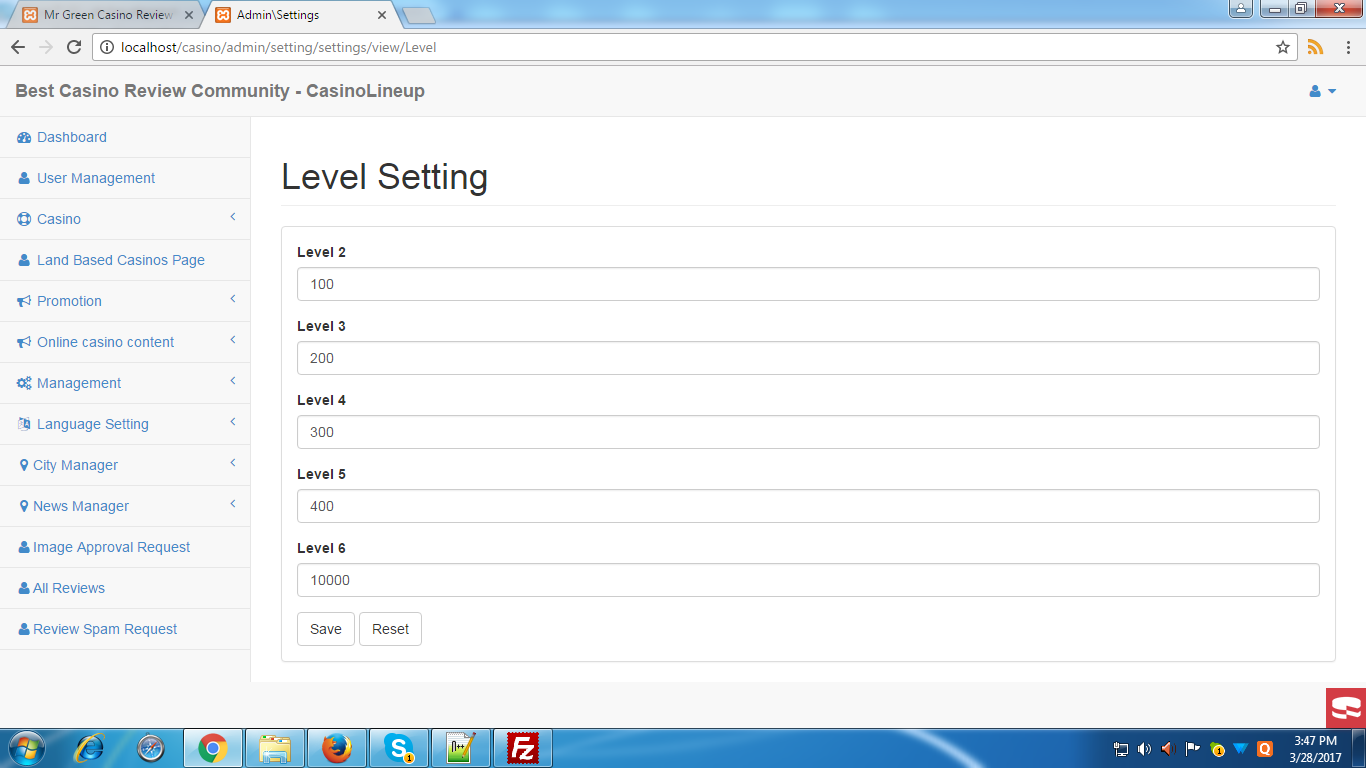 Mr Green Casino Review
Admin\Settings
localhost/casino/admin/setting/settings/view/Level
Best Casino Review Community - CasinoLineup
Dashboard
User Management
Casino
Land Based Casinos Page
Promotion
Online casino content
Management
Language Setting
City Manager
News Manager
Image Approval Request
All Reviews
Review Spam Request
Level Setting
Level 2
100
Level 3
200
Level 4
300
Level 5
400
Level 6
10000
Save Reset
3:47 PM
3/28/2017